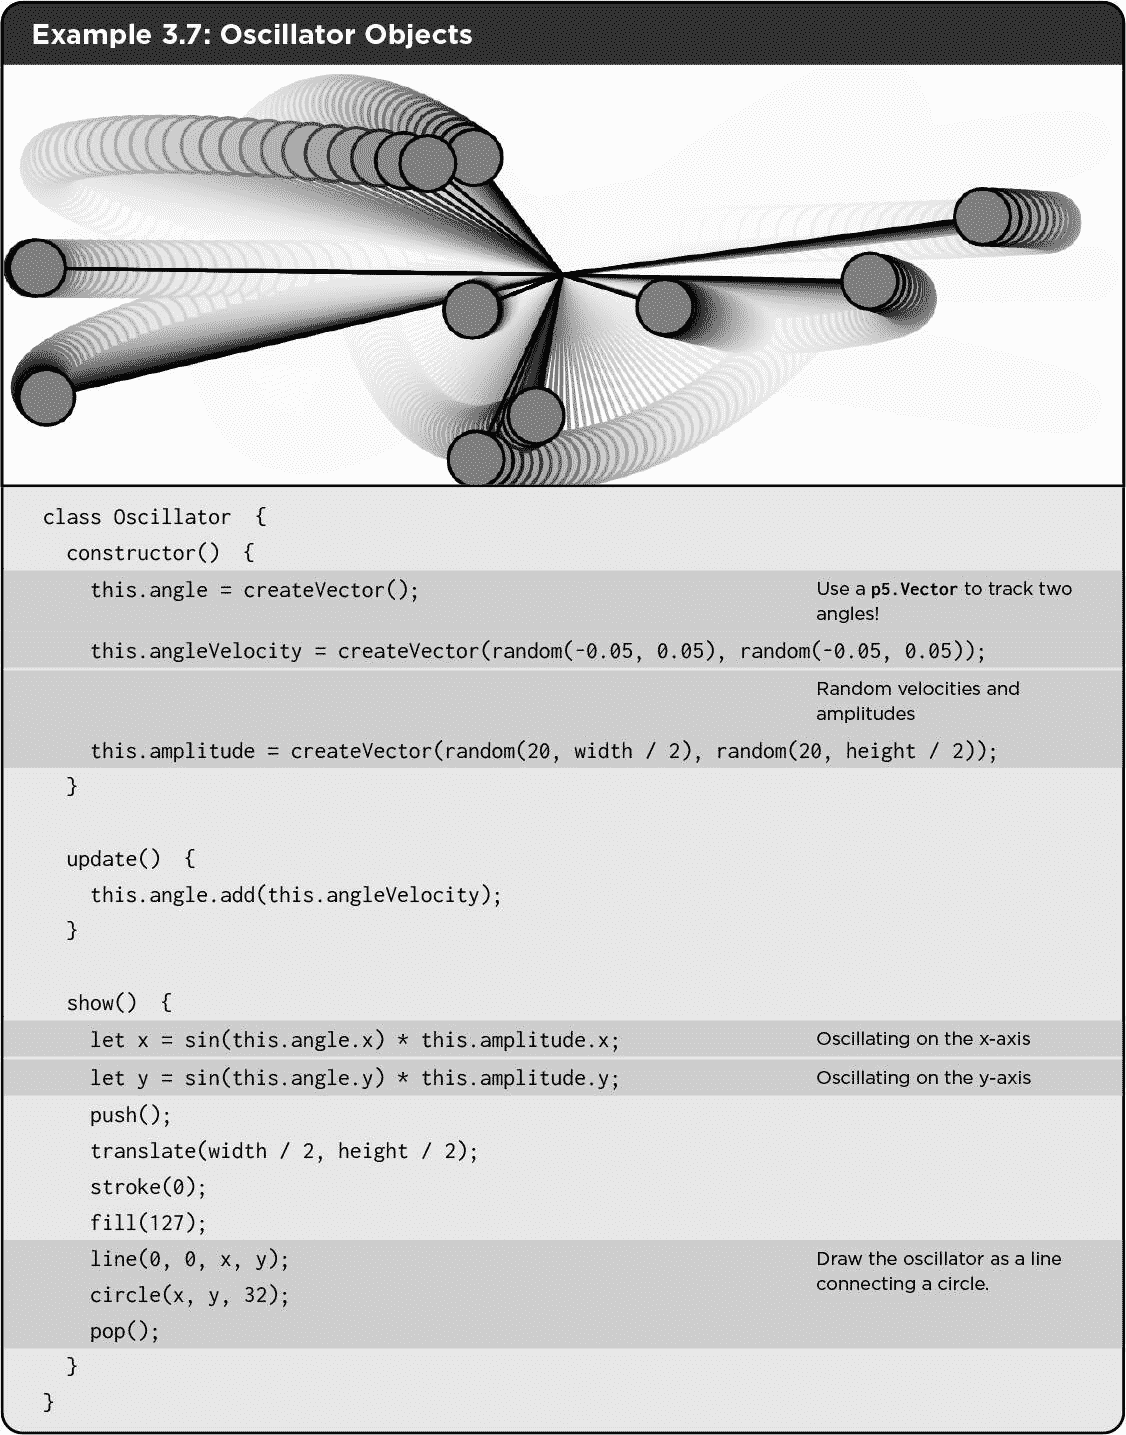 Example 3.7: Oscillator Objects
class Oscillator {
constructor() {
this.angle = createVector();
Use a p5.Vector to track two
angles!
this.angleVelocity = createVector(random(-0.05, 0.05), random(-0.05, 0.05));
Random velocities and
amplitudes
this.amplitude = createVector(random(20, width / 2), random(20, height / 2));
}
update() {
this.angle.add(this.angleVelocity);
}
show() {
let x = sin(this.angle.x) * this.amplitude.x;
Oscillating on the x-axis
let y = sin(this.angle.y) * this.amplitude.y;
Oscillating on the y-axis
push();
translate(width / 2, height / 2);
stroke(0);
fill(127);
line(0, 0, x, y);
Draw the oscillator as a line
connecting a circle.
circle(x, y, 32);
pop();
}
}